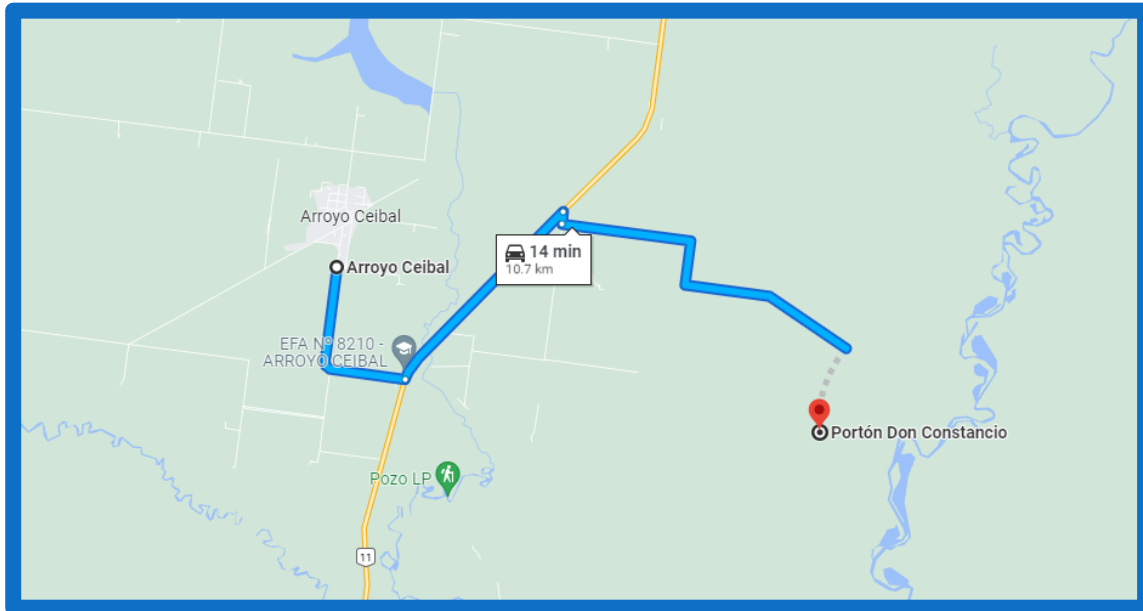 Arroyo Ceibal
Arroyo Ceibal
14 min
10.7 km
EFA N° 8210 -
ARROYO CEIBAL
Portón Don Constancio
Pozo LP
11